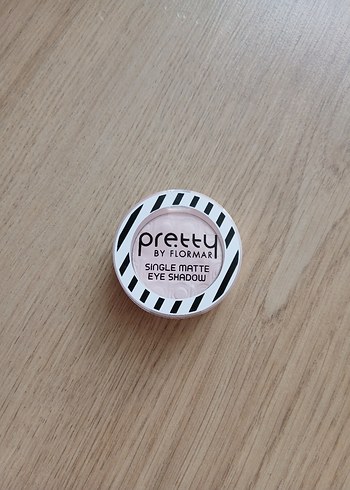 pretty
BY FLORMAR
SINGLE MATTE
EYE SHADOW